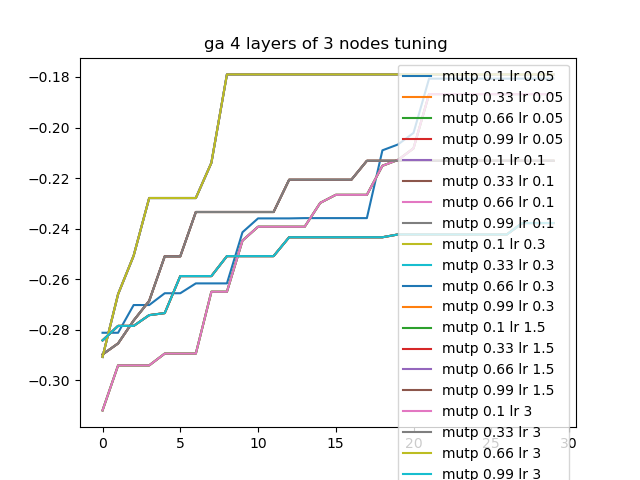 ga 4 layers of 3 nodes tuning
−0.18
−0.20
−0.22
−0.24
−0.26
−0.28
−0.30
mutp 0.1 lr 0.05
mutp 0.33 lr 0.05
mutp 0.66 lr 0.05
mutp 0.99 lr 0.05
mutp 0.1 lr 0.1
mutp 0.33 lr 0.1
mutp 0.66 lr 0.1
mutp 0.99 lr 0.1
mutp 0.1 lr 0.3
mutp 0.33 lr 0.3
mutp 0.66 lr 0.3
mutp 0.99 lr 0.3
mutp 0.1 lr 1.5
mutp 0.33 lr 1.5
mutp 0.66 lr 1.5
mutp 0.99 lr 1.5
mutp 0.1 lr 3
mutp 0.33 lr 3
mutp 0.66 lr 3
mutp 0.99 lr 3
0 5 10 15 20 25 30